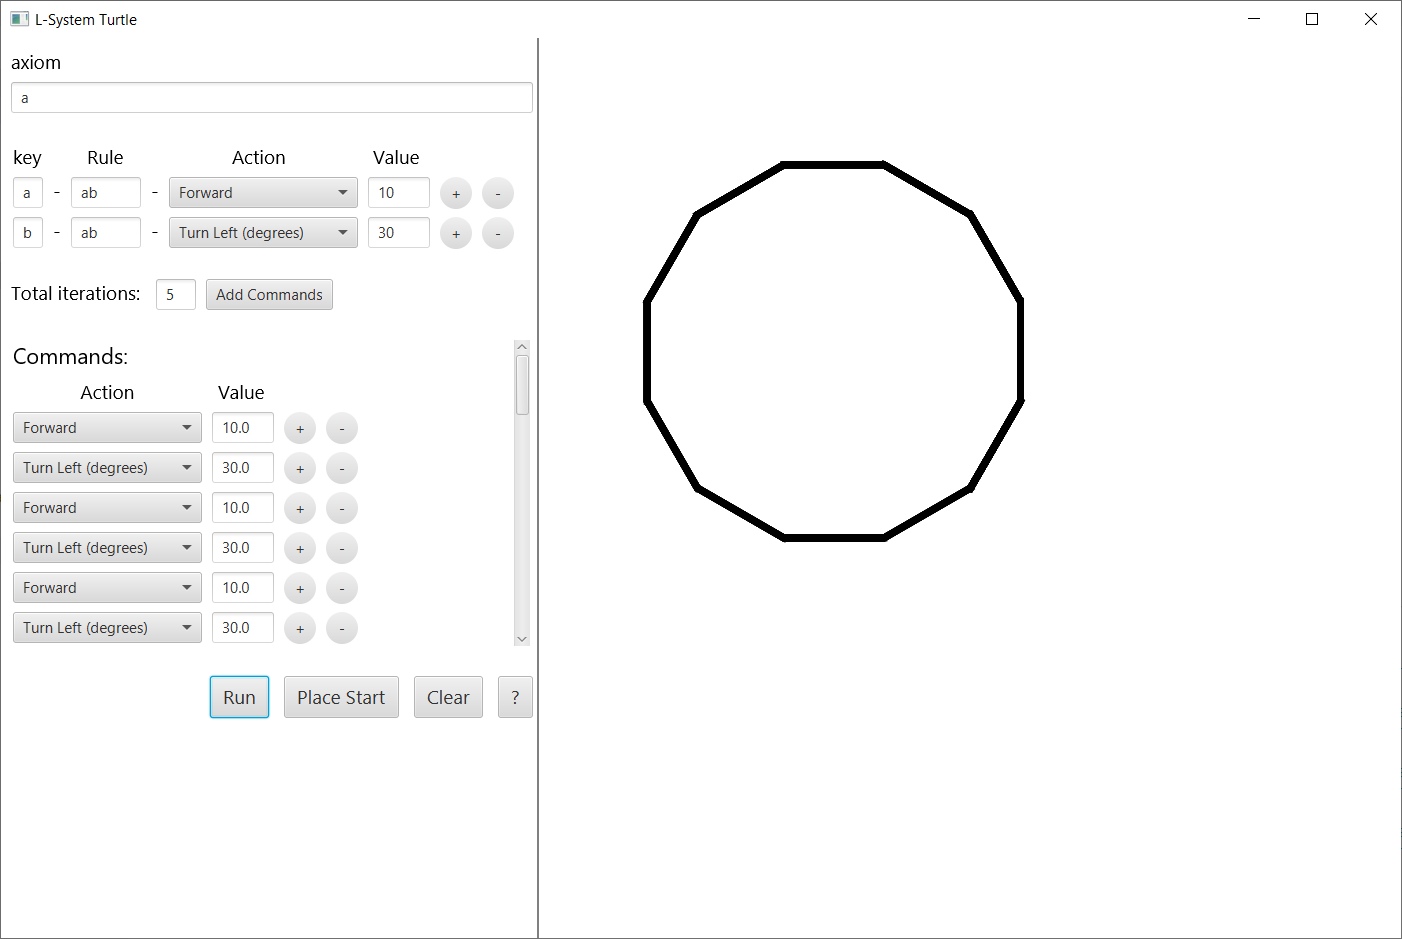 L-System Turtle
axiom
a
key Rule Action Value
a - ab - Forward 10 + -
b - ab - Turn Left (degrees) 30 + -
Total iterations: 5 Add Commands
Commands:
Action Value
Forward 10.0 + -
Turn Left (degrees) 30.0 + -
Forward 10.0 + -
Turn Left (degrees) 30.0 + -
Forward 10.0 + -
Turn Left (degrees) 30.0 + -
Run Place Start Clear ?